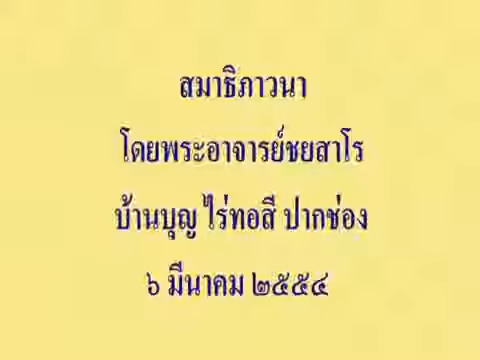 สมาธิภาวนา
โดยพระอาจารย์ชยสาโร
บ้านบุญ ไร่ทอสี ปากช่อง
๖ มีนาคม ๒๕๕๔